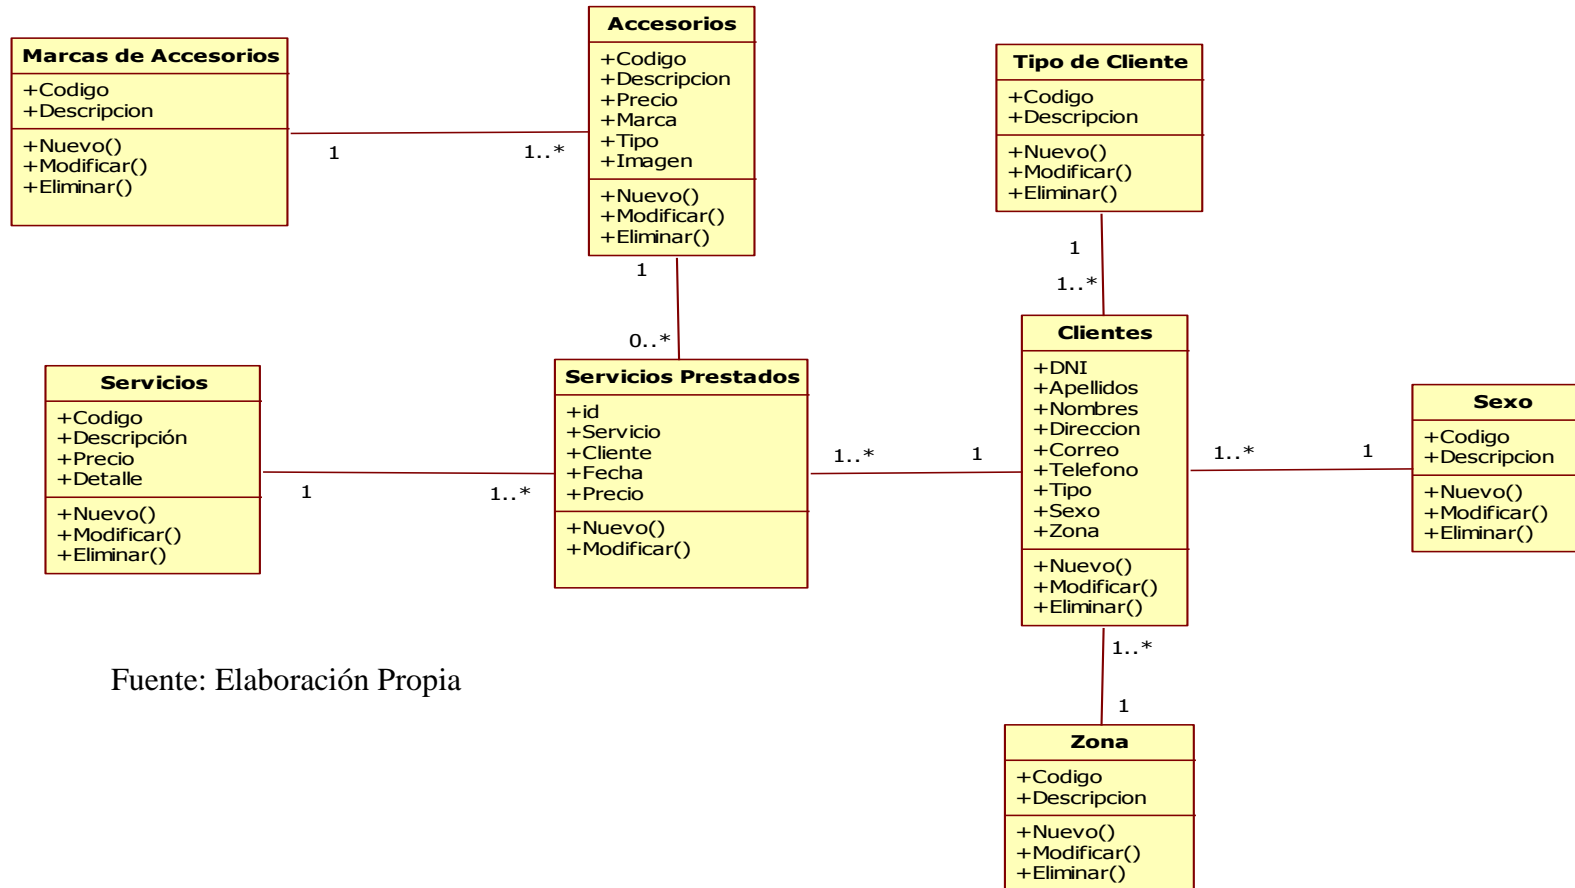 Marcas de Accesorios
+Codigo
+Descripcion
+Nuevo()
+Modificar()
+Eliminar()
1
1..*
Accesorios
+Codigo
+Descripcion
+Precio
+Marca
+Tipo
+Imagen
+Nuevo()
+Modificar()
+Eliminar()
1
0..*
Tipo de Cliente
+Codigo
+Descripcion
+Nuevo()
+Modificar()
+Eliminar()
1
1..*
Servicios
+Codigo
+Descripción
+Precio
+Detalle
+Nuevo()
+Modificar()
+Eliminar()
1
1..*
Servicios Prestados
+id
+Servicio
+Cliente
+Fecha
+Precio
+Nuevo()
+Modificar()
1..*
1
Clientes
+DNI
+Apellidos
+Nombres
+Direccion
+Correo
+Telefono
+Tipo
+Sexo
+Zona
+Nuevo()
+Modificar()
+Eliminar()
1..*
1
Sexo
+Codigo
+Descripcion
+Nuevo()
+Modificar()
+Eliminar()
1..*
1
Fuente: Elaboración Propia
Zona
+Codigo
+Descripcion
+Nuevo()
+Modificar()
+Eliminar()